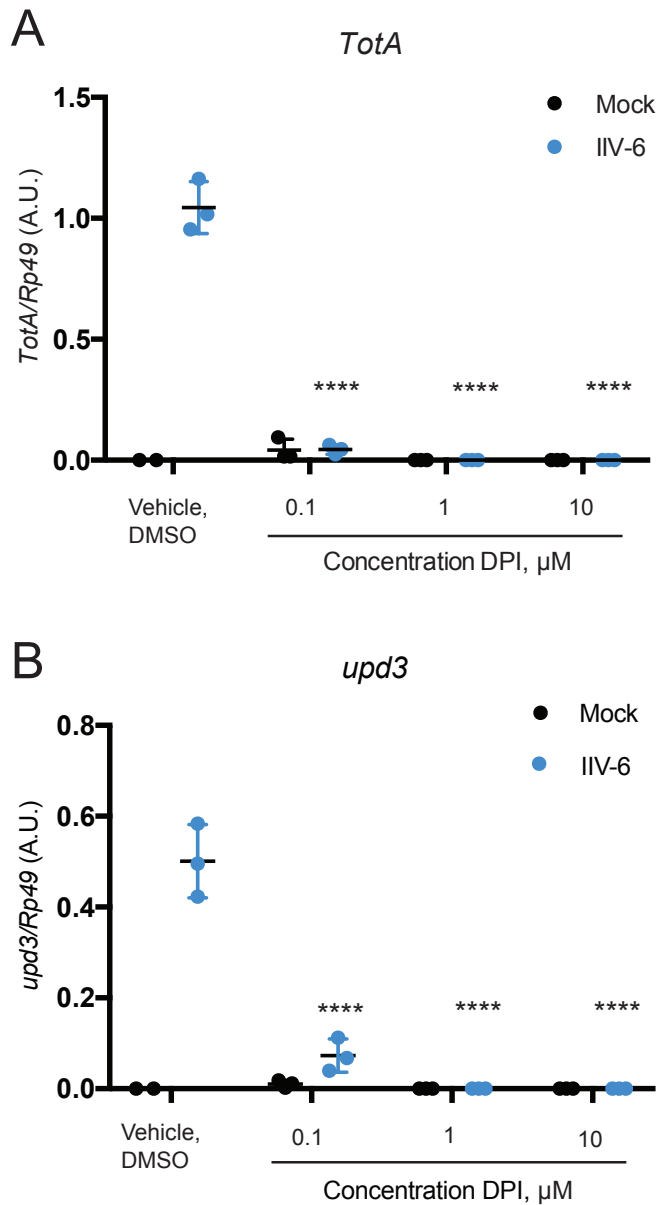 A
TotA
1.5
1.0
0.5
0.0
TotA/Rp49 (A.U.)
Mock
IIV-6
**** **** ****
Vehicle, DMSO
0.1 1 10
Concentration DPI, µM
B
upd3
0.8
0.6
0.4
0.2
0.0
upd3/Rp49 (A.U.)
Mock
IIV-6
**** **** ****
Vehicle, DMSO
0.1 1 10
Concentration DPI, µM